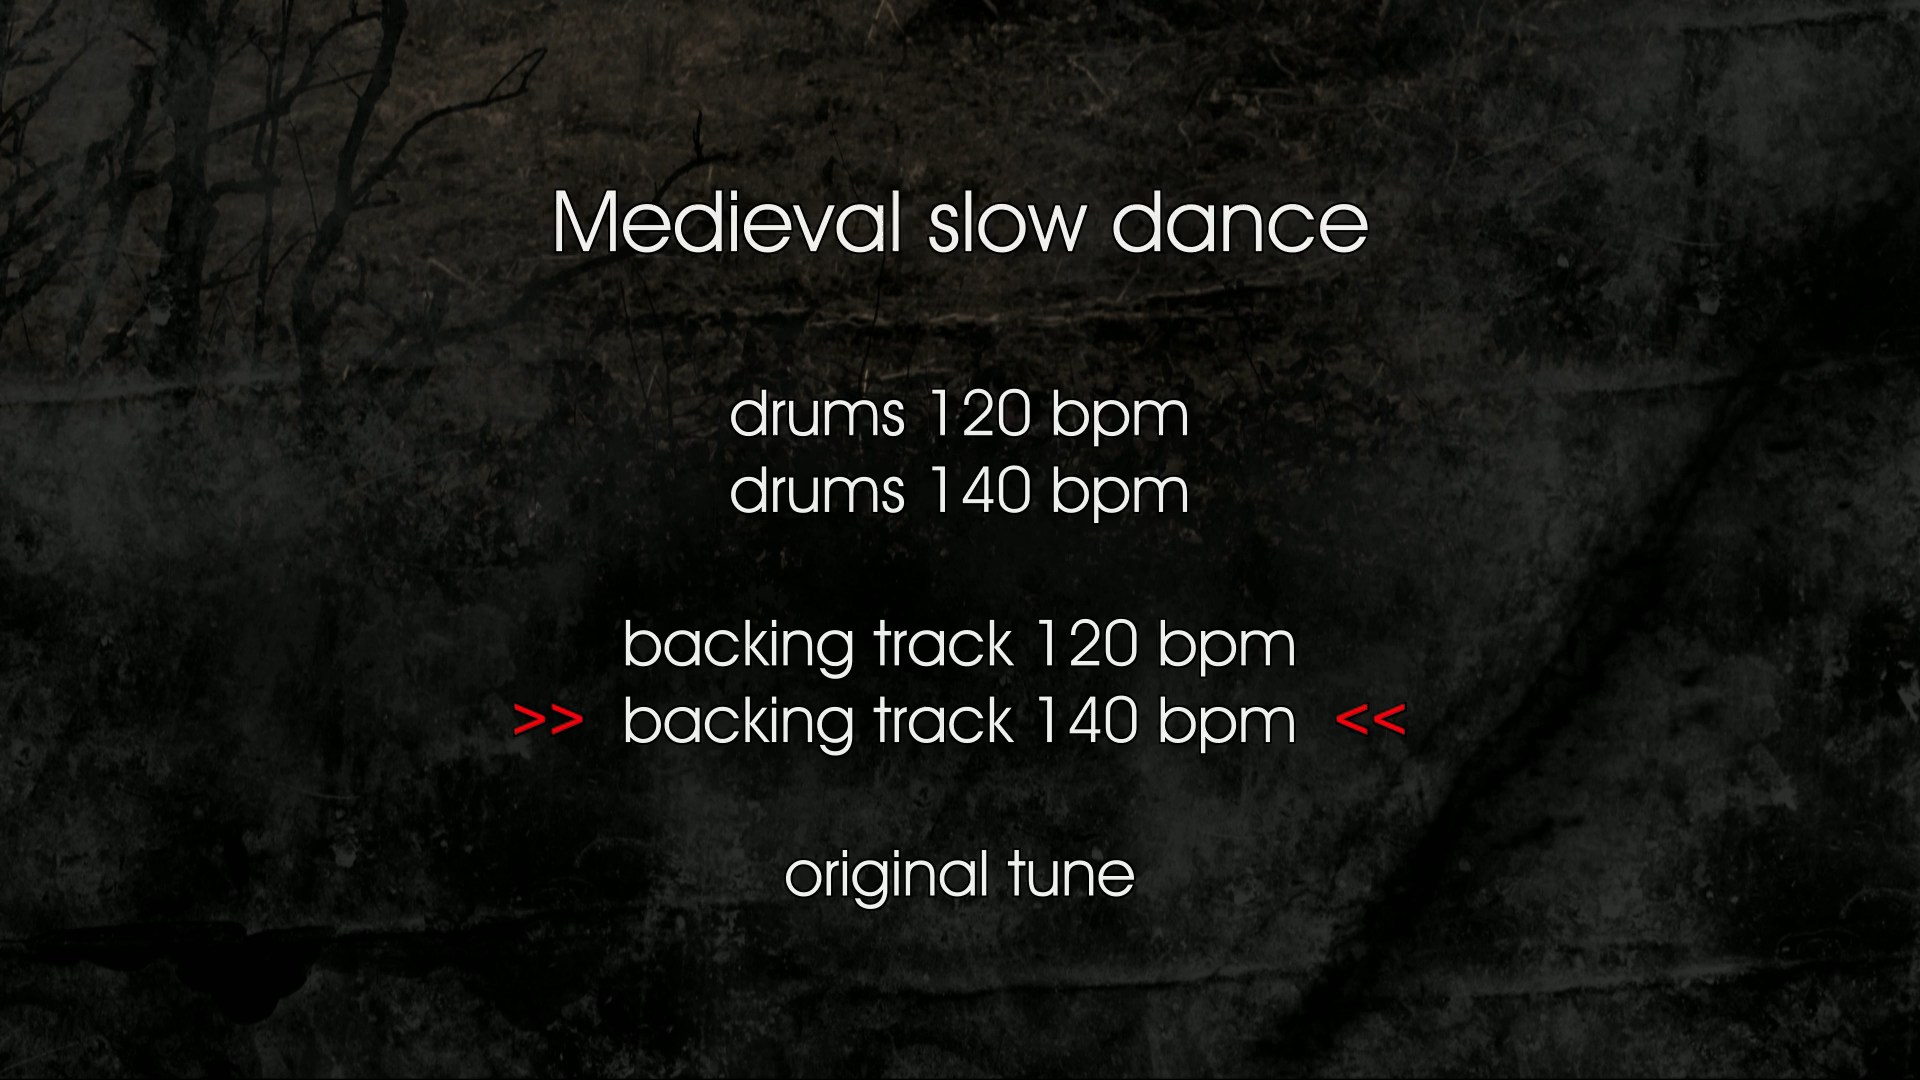 Medieval slow dance
drums 120 bpm
drums 140 bpm
backing track 120 bpm
>> backing track 140 bpm <<
original tune